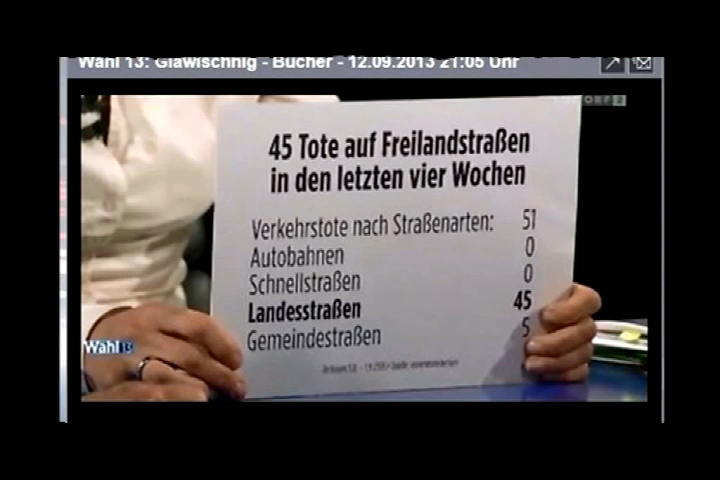 Wahl 13: Glawischnig - Bucher - 12.09.2013 21:05 Uhr
ORF 2
45 Tote auf Freilandstraßen
in den letzten vier Wochen
Verkehrstote nach Straßenarten: 51
Autobahnen 0
Schnellstraßen 0
Landesstraßen 45
Gemeindestraßen 5
Wahl 13